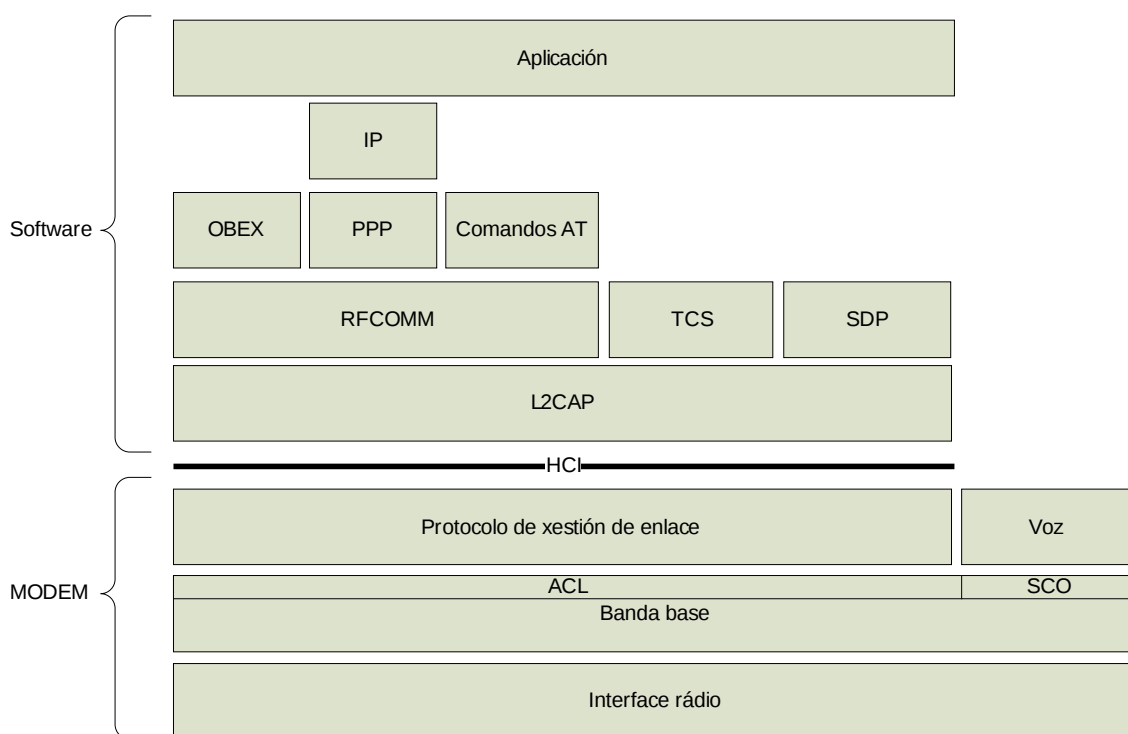 Aplicación
IP
OBEX
PPP
Comandos AT
Software
RFCOMM
TCS
SDP
L2CAP
HCI
Protocolo de xestión de enlace
Voz
MODEM
ACL
SCO
Banda base
Interface rádio